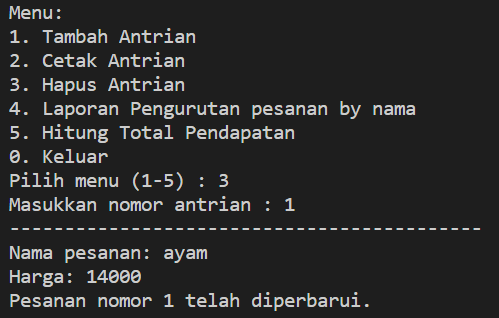 Menu:
1. Tambah Antrian
2. Cetak Antrian
3. Hapus Antrian
4. Laporan Pengurutan pesanan by nama
5. Hitung Total Pendapatan
0. Keluar
Pilih menu (1-5) : 3
Masukkan nomor antrian : 1
-------------------------------------------
Nama pesanan: ayam
Harga: 14000
Pesanan nomor 1 telah diperbarui.